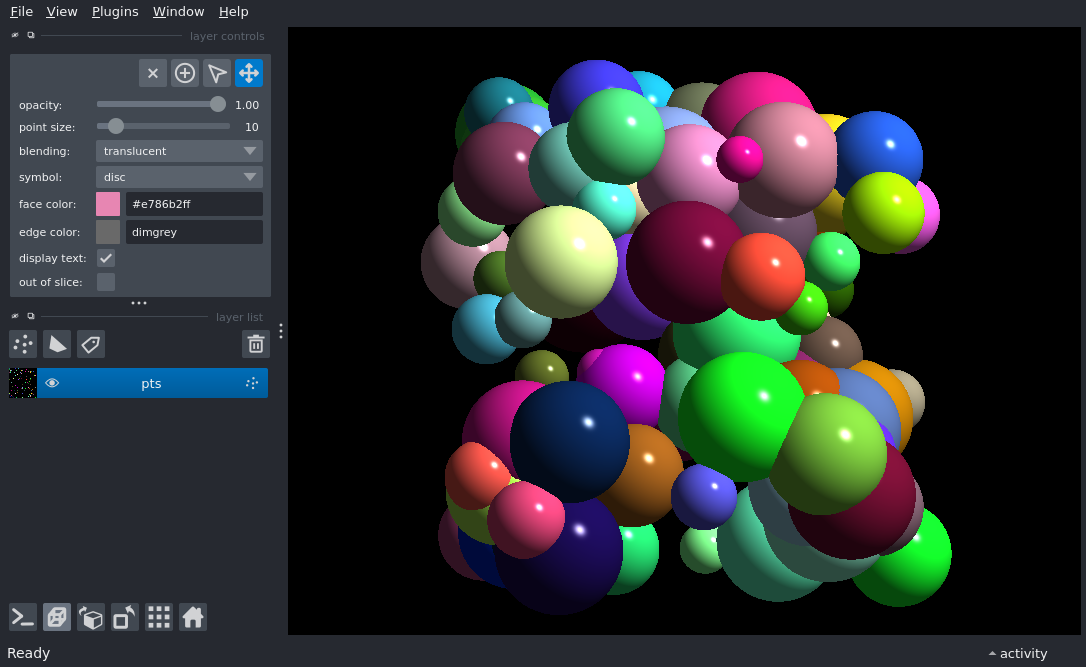 File View Plugins Window Help
layer controls
opacity: 1.00
point size: 10
blending: translucent
symbol: disc
face color: #e786b2ff
edge color: dimgrey
display text:
out of slice:
layer list
pts
Ready
activity